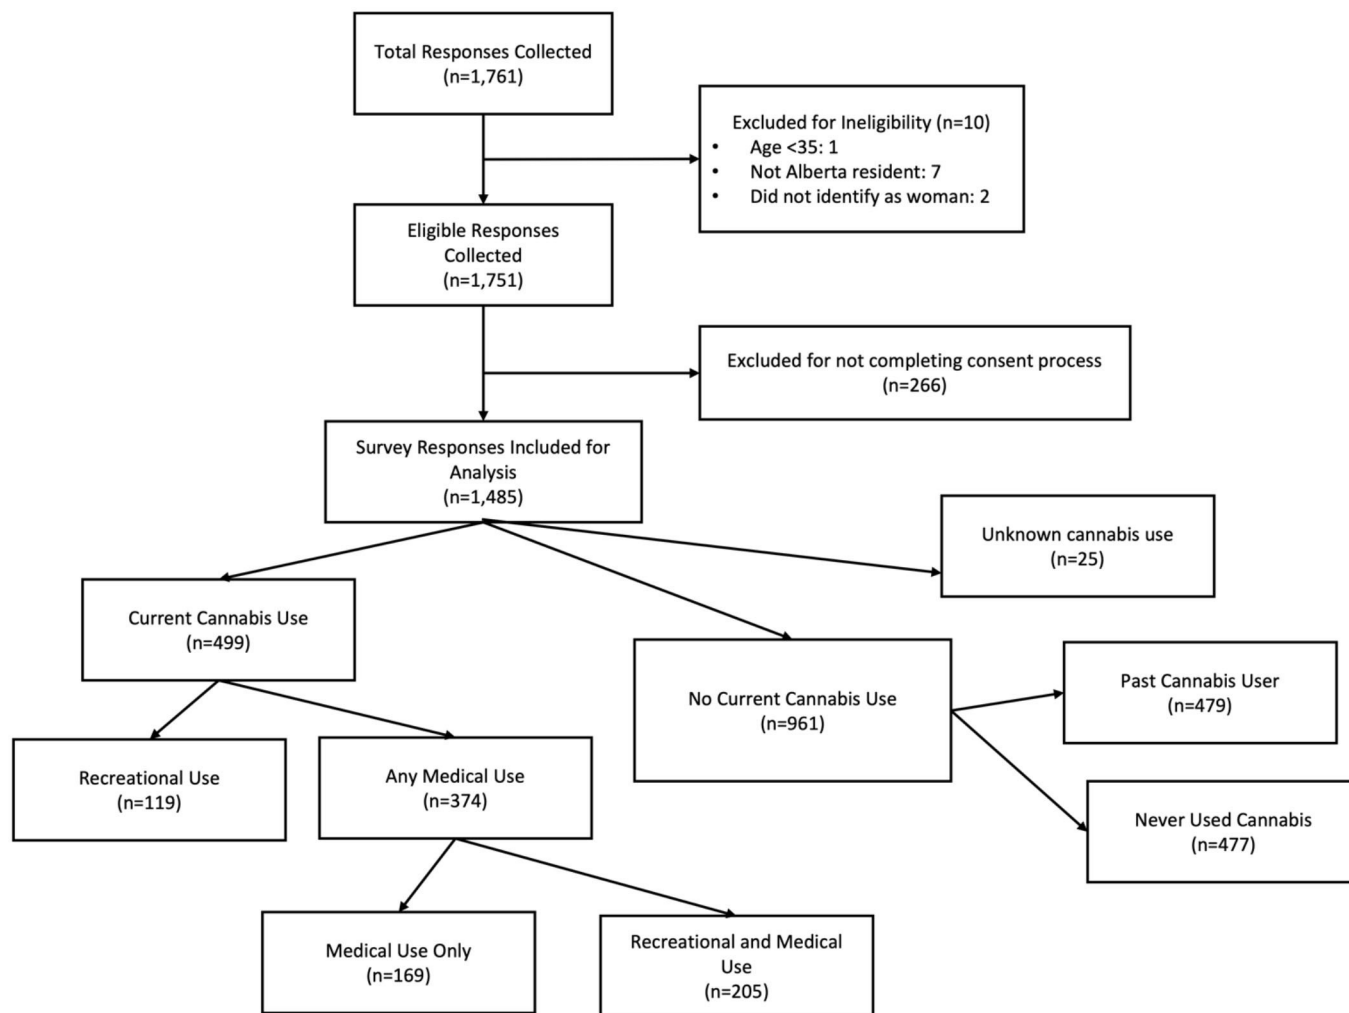 Total Responses Collected
(n=1,761)
Excluded for Ineligibility (n=10)
• Age <35: 1
• Not Alberta resident: 7
• Did not identify as woman: 2
Eligible Responses
Collected
(n=1,751)
Excluded for not completing consent process
(n=266)
Survey Responses Included for
Analysis
(n=1,485)
Unknown cannabis use
(n=25)
Current Cannabis Use
(n=499)
No Current Cannabis Use
(n=961)
Past Cannabis User
(n=479)
Never Used Cannabis
(n=477)
Recreational Use
(n=119)
Any Medical Use
(n=374)
Medical Use Only
(n=169)
Recreational and Medical
Use
(n=205)